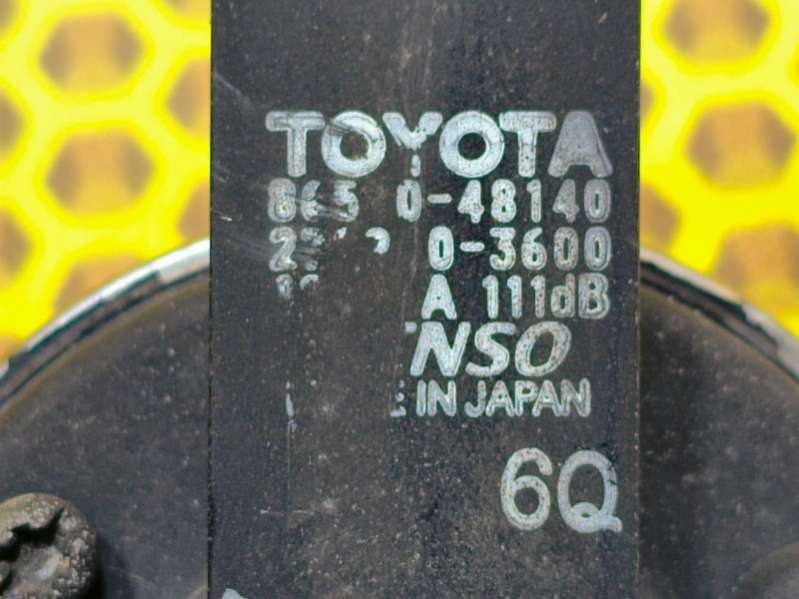 TOYOTA
0-48140
0-3600
A 111dB
NSO
IN JAPAN
6Q